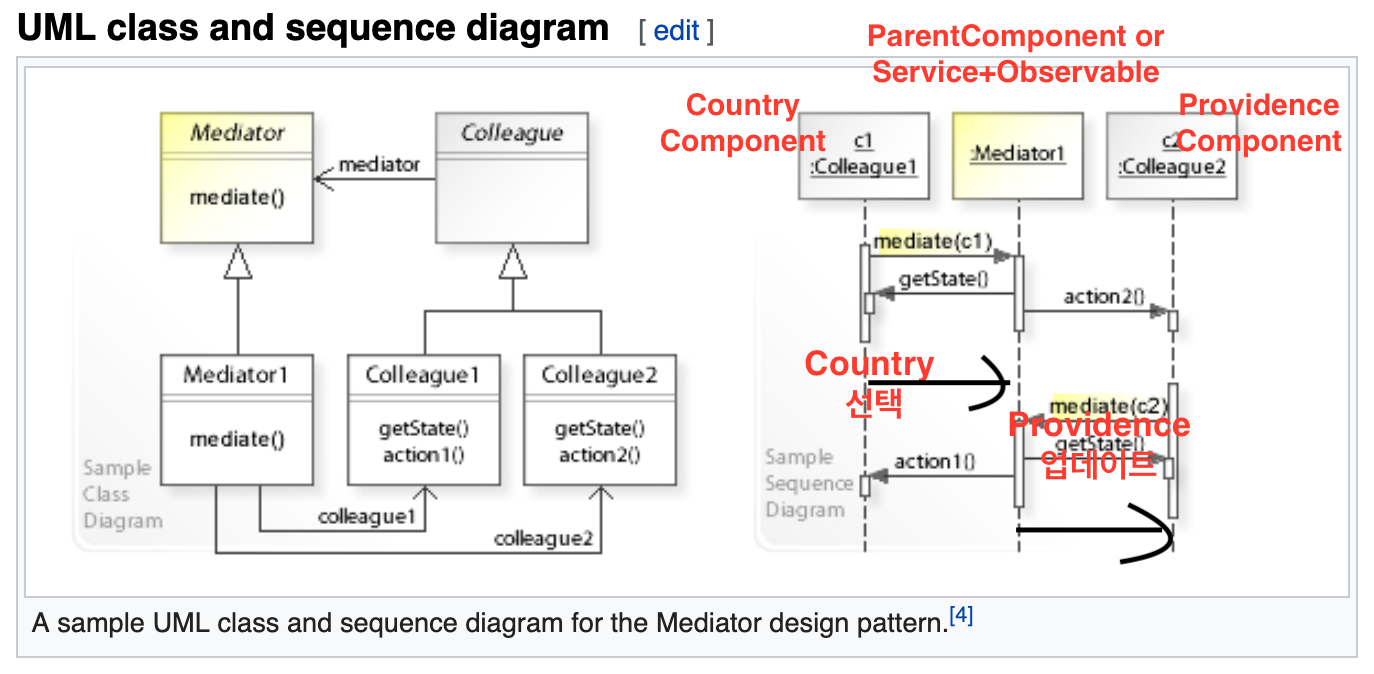 UML class and sequence diagram [ edit ]
ParentComponent or
Service+Observable
Country
Component
Providence
Component
Mediator
mediate()
mediator
Colleague
Mediator1
mediate()
Colleague1
getState()
action1()
Colleague2
getState()
action2()
colleague1
colleague2
Sample
Class
Diagram
c1
:Colleague1
:Mediator1
c2
:Colleague2
mediate(c1)
getState()
action2()
Country
선택
mediate(c2)
Providence
getState()
업데이트
action1()
Sample
Sequence
Diagram
A sample UML class and sequence diagram for the Mediator design pattern.[4]